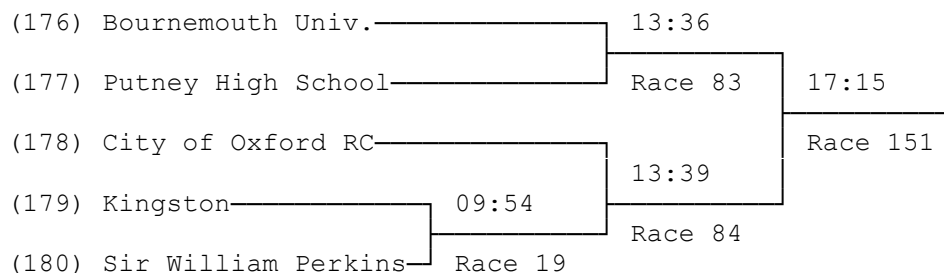 (176) Bournemouth Univ. 13:36
(177) Putney High School Race 83 17:15
(178) City of Oxford RC Race 151
13:39
(179) Kingston 09:54
Race 84
(180) Sir William Perkins Race 19